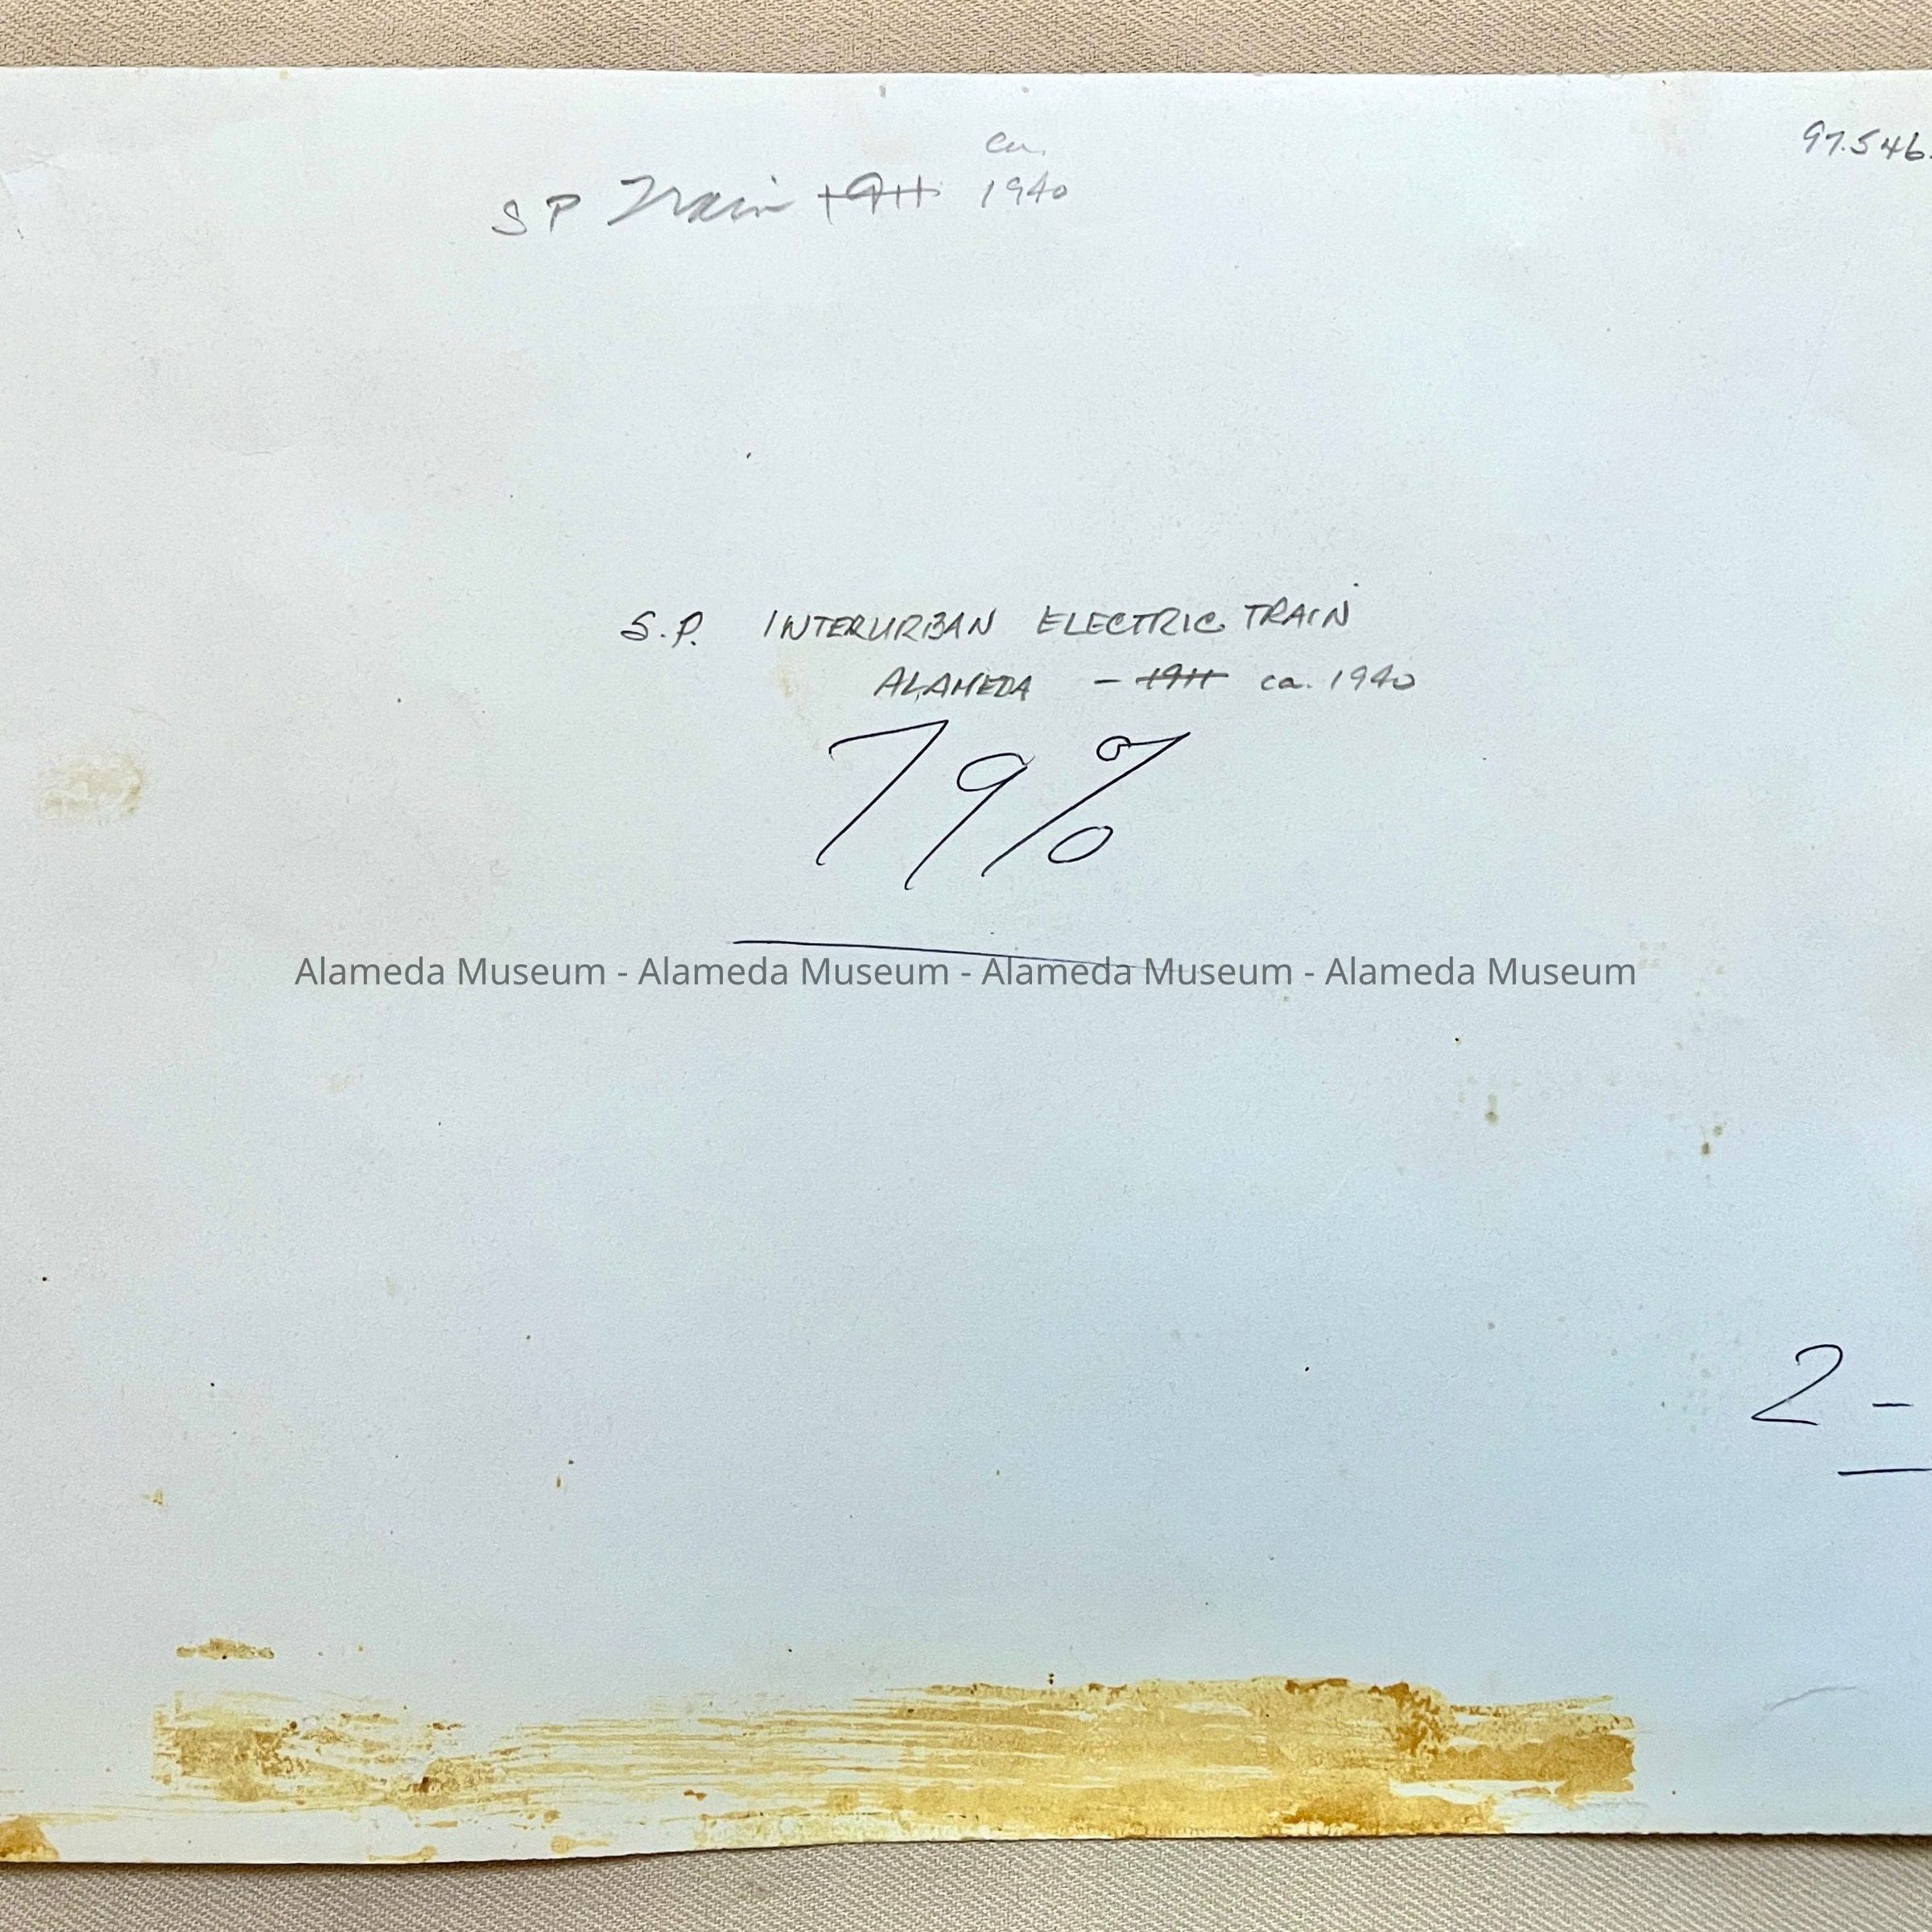 97.546.
ca.
SP Train 1911 1940
S.P. INTERURBAN ELECTRIC TRAIN
ALAMEDA - 1911 ca. 1940
79%
Alameda Museum - Alameda Museum - Alameda Museum - Alameda Museum
2 -